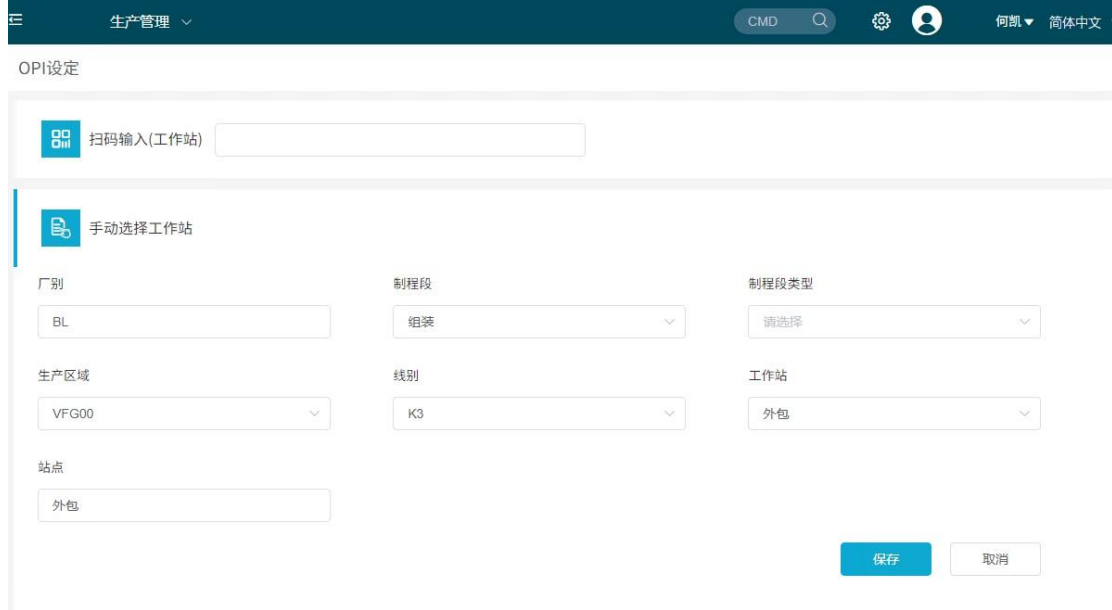 生产管理 CMD 何凯 简体中文
OPI设定
扫码输入(工作站)
手动选择工作站
厂别 制程段 制程段类型
BL 组装 请选择
生产区域 线别 工作站
VFG00 K3 外包
站点
外包
保存 取消